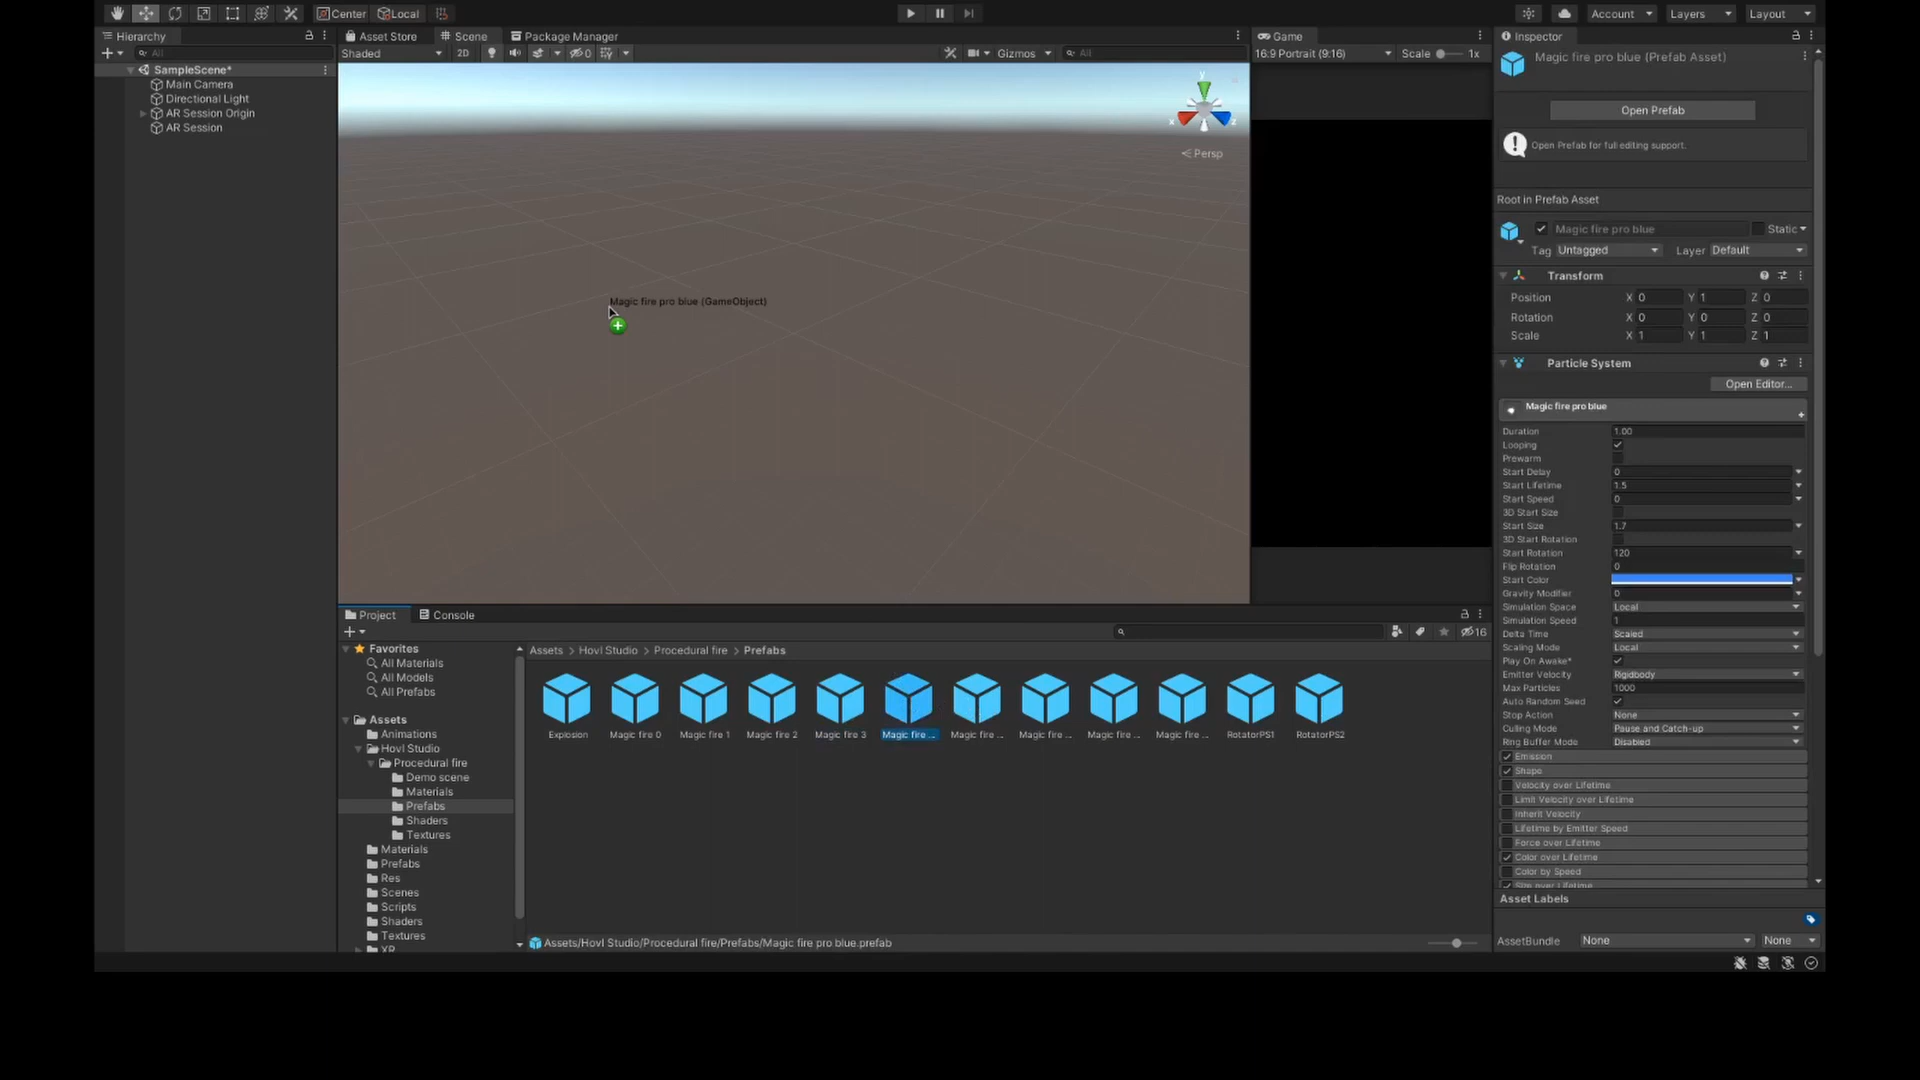 Center
Local
Account
Layers
Layout
Hierarchy
All
SampleScene*
Main Camera
Directional Light
AR Session Origin
AR Session
Asset Store
Scene
Package Manager
Shaded
2D
0
Gizmos
All
y
x
z
Persp
Magic fire pro blue (GameObject)
Game
16:9 Portrait (9:16)
Scale
1x
Inspector
Magic fire pro blue (Prefab Asset)
Open Prefab
Open Prefab for full editing support.
Root in Prefab Asset
Magic fire pro blue
Static
Tag Untagged
Layer Default
Transform
Position X 0 Y 1 Z 0
Rotation X 0 Y 0 Z 0
Scale X 1 Y 1 Z 1
Particle System
Open Editor...
Magic fire pro blue
Duration 1.00
Looping
Prewarm
Start Delay 0
Start Lifetime 1.5
Start Speed 0
3D Start Size
Start Size 1.7
3D Start Rotation
Start Rotation 120
Flip Rotation 0
Start Color
Gravity Modifier 0
Simulation Space Local
Simulation Speed 1
Delta Time Scaled
Scaling Mode Local
Play On Awake*
Emitter Velocity Rigidbody
Max Particles 1000
Auto Random Seed
Stop Action None
Culling Mode Pause and Catch-up
Ring Buffer Mode Disabled
Emission
Shape
Velocity over Lifetime
Limit Velocity over Lifetime
Inherit Velocity
Lifetime by Emitter Speed
Force over Lifetime
Color over Lifetime
Color by Speed
Size over Lifetime
Asset Labels
AssetBundle None None
Project
Console
16
Favorites
All Materials
All Models
All Prefabs
Assets
Animations
Hovl Studio
Procedural fire
Demo scene
Materials
Prefabs
Shaders
Textures
Materials
Prefabs
Res
Scenes
Scripts
Shaders
Textures
XR
Assets > Hovl Studio > Procedural fire > Prefabs
Explosion
Magic fire 0
Magic fire 1
Magic fire 2
Magic fire 3
Magic fire ...
Magic fire ...
Magic fire ...
Magic fire ...
Magic fire ...
RotatorPS1
RotatorPS2
Assets/Hovl Studio/Procedural fire/Prefabs/Magic fire pro blue.prefab